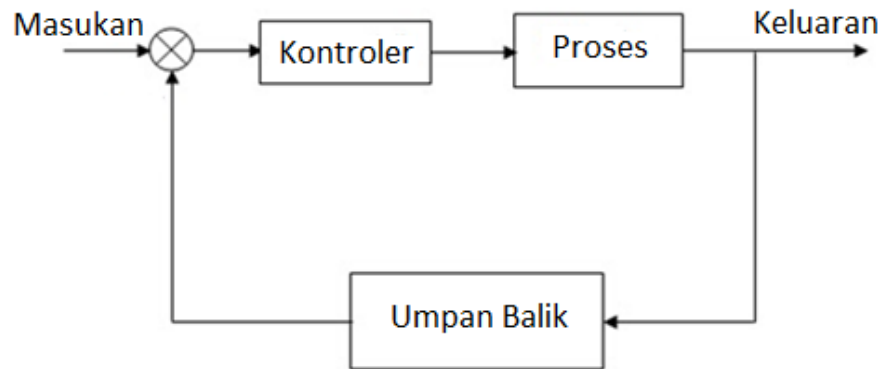 Masukan
Kontroler
Proses
Keluaran
Umpan Balik